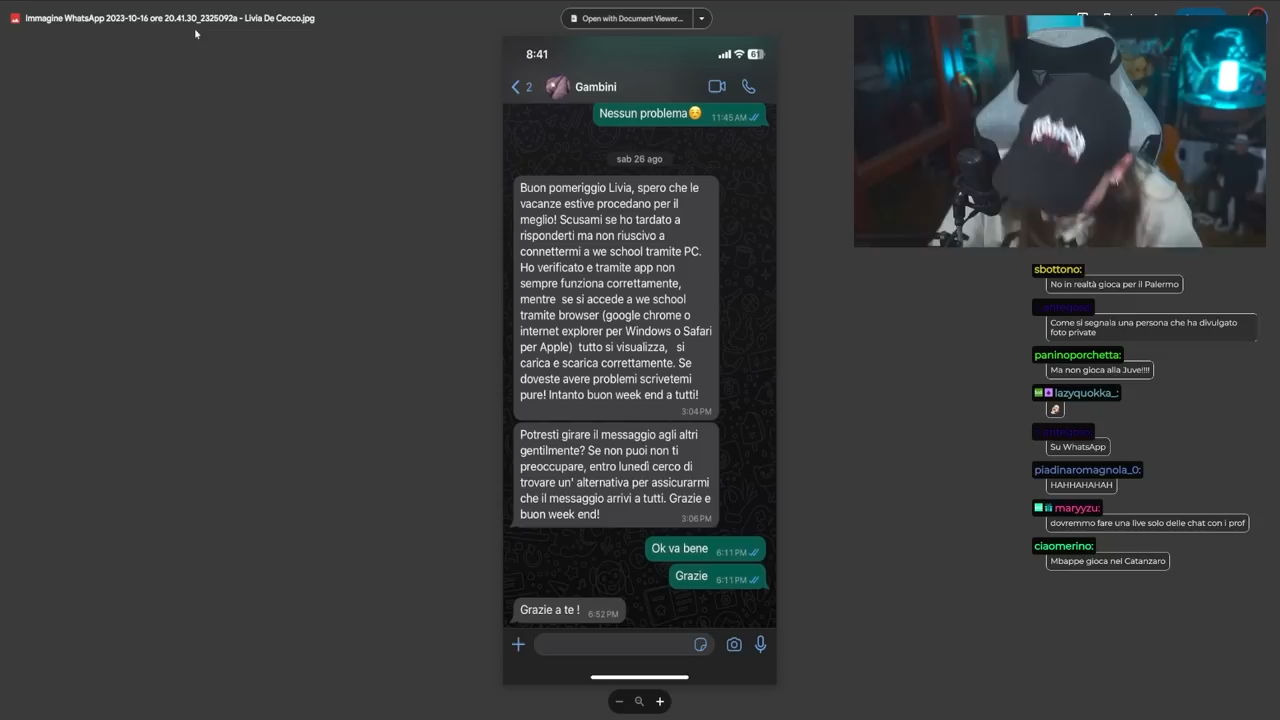 Immagine WhatsApp 2023-10-16 ore 20.41.30_2325092a - Livia De Cecco.jpg
Open with Document Viewer...
8:41
61
2
Gambini
Nessun problema☺️
11:45 AM
sab 26 ago
Buon pomeriggio Livia, spero che le
vacanze estive procedano per il
meglio! Scusami se ho tardato a
risponderti ma non riuscivo a
connettermi a we school tramite PC.
Ho verificato e tramite app non
sempre funziona correttamente,
mentre se si accede a we school
tramite browser (google chrome o
internet explorer per Windows o Safari
per Apple) tutto si visualizza, si
carica e scarica correttamente. Se
doveste avere problemi scrivetemi
pure! Intanto buon week end a tutti!
3:04 PM
Potresti girare il messaggio agli altri
gentilmente? Se non puoi non ti
preoccupare, entro lunedì cerco di
trovare un' alternativa per assicurarmi
che il messaggio arrivi a tutti. Grazie e
buon week end!
3:06 PM
Ok va bene
6:11 PM
Grazie
6:11 PM
Grazie a te !
6:52 PM
sbottono:
No in realtà gioca per il Palermo
Come si segnala una persona che ha divulgato
foto private
paninoporchetta:
Ma non gioca alla Juve!!!!
lazyquokka_:
Su WhatsApp
piadinaromagnola_0:
HAHHAHAHAH
maryyzu:
dovremmo fare una live solo delle chat con i prof
ciaomerino:
Mbappe gioca nel Catanzaro